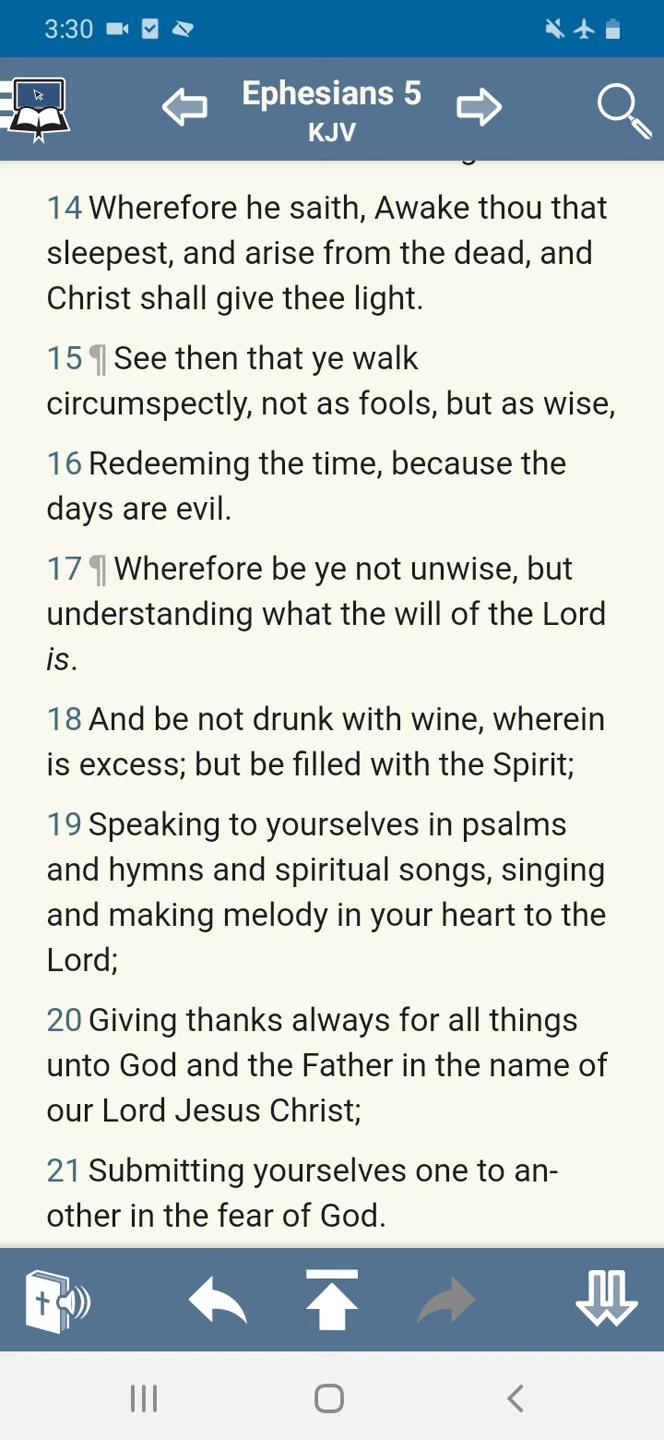 3:30
Ephesians 5
KJV
14 Wherefore he saith, Awake thou that
sleepest, and arise from the dead, and
Christ shall give thee light.
15 ¶ See then that ye walk
circumspectly, not as fools, but as wise,
16 Redeeming the time, because the
days are evil.
17 ¶ Wherefore be ye not unwise, but
understanding what the will of the Lord
is.
18 And be not drunk with wine, wherein
is excess; but be filled with the Spirit;
19 Speaking to yourselves in psalms
and hymns and spiritual songs, singing
and making melody in your heart to the
Lord;
20 Giving thanks always for all things
unto God and the Father in the name of
our Lord Jesus Christ;
21 Submitting yourselves one to an-
other in the fear of God.